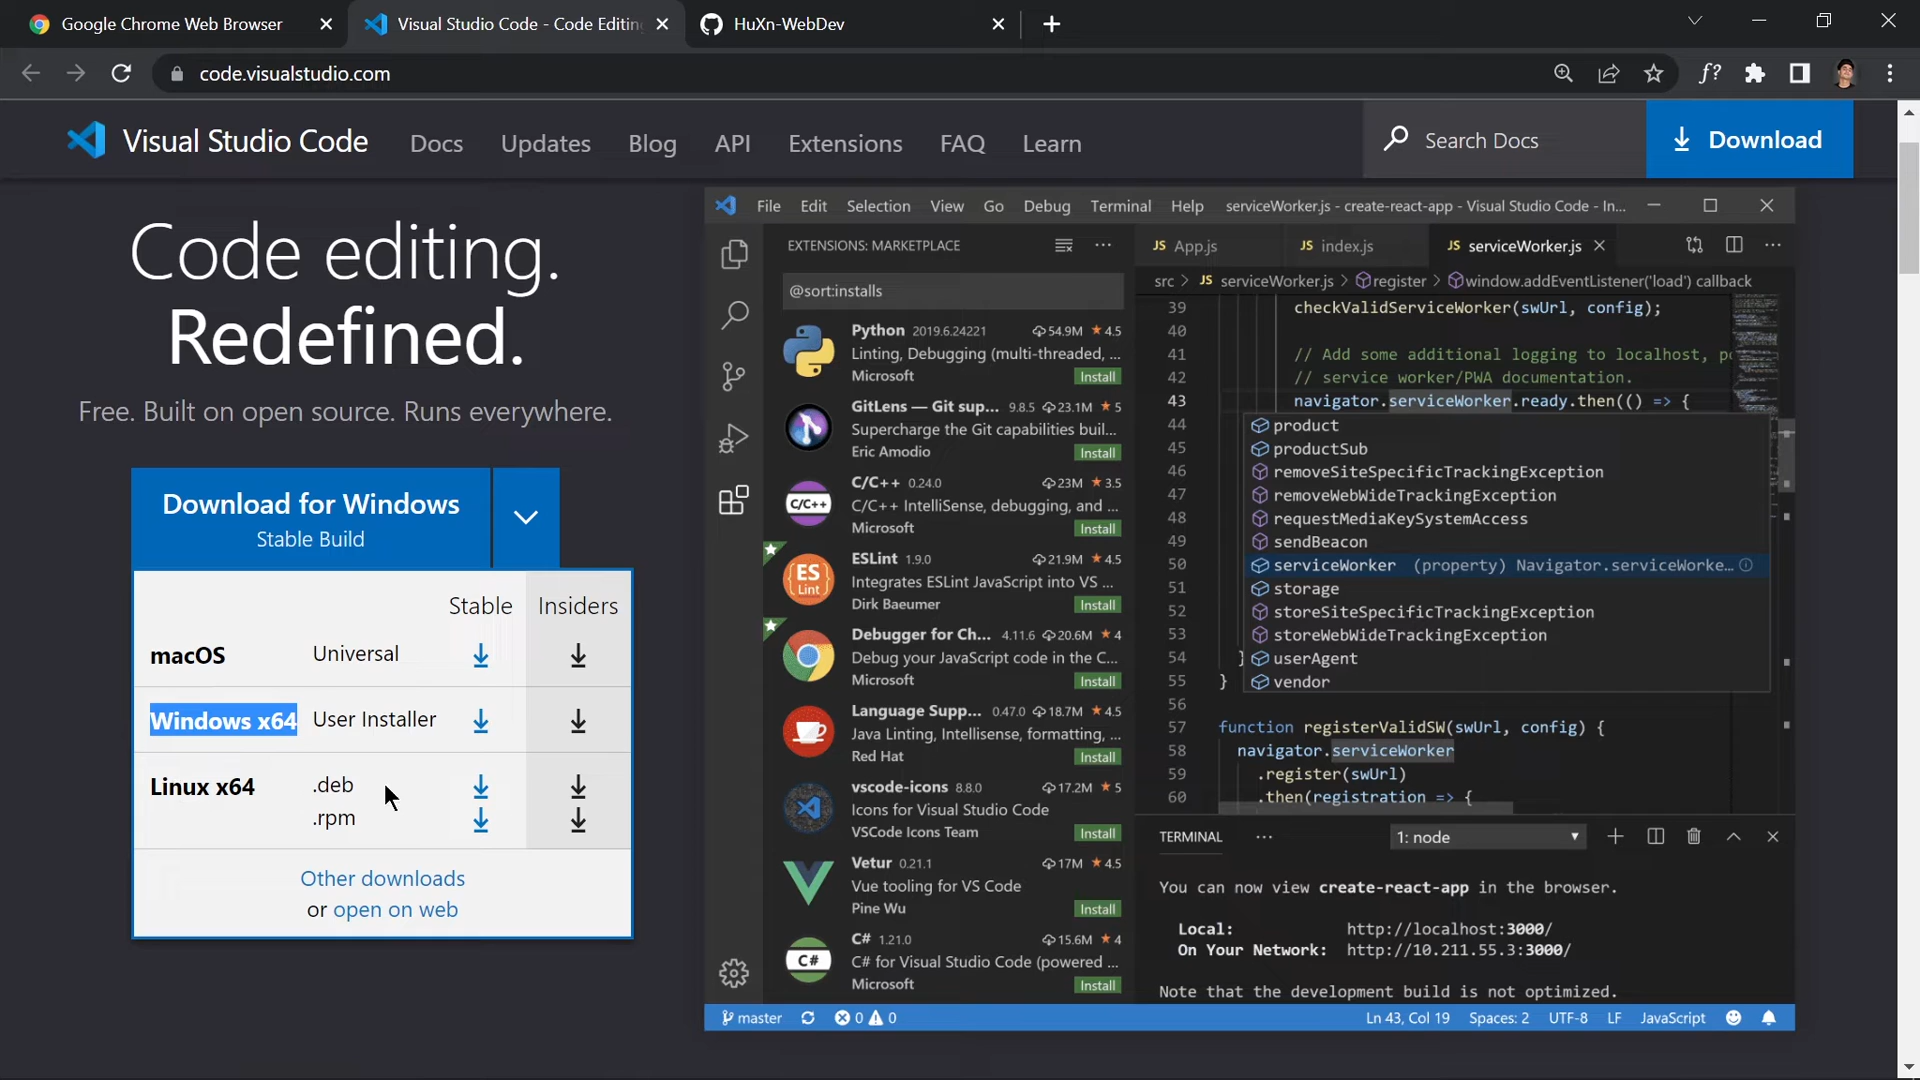 Google Chrome Web Browser
Visual Studio Code - Code Editin
HuXn-WebDev
code.visualstudio.com
f?
Visual Studio Code
Docs
Updates
Blog
API
Extensions
FAQ
Learn
Search Docs
Download
Code editing.
Redefined.
Free. Built on open source. Runs everywhere.
Download for Windows
Stable Build
Stable Insiders
macOS Universal
Windows x64 User Installer
Linux x64 .deb
.rpm
Other downloads
or open on web
File Edit Selection View Go Debug Terminal Help serviceWorker.js - create-react-app - Visual Studio Code - In...
EXTENSIONS: MARKETPLACE
@sort:installs
Python 2019.6.24221 54.9M ★ 4.5
Linting, Debugging (multi-threaded, ...
Microsoft Install
GitLens — Git sup... 9.8.5 23.1M ★ 5
Supercharge the Git capabilities buil...
Eric Amodio Install
C/C++ 0.24.0 23M ★ 3.5
C/C++
C/C++ IntelliSense, debugging, and ...
Microsoft Install
ESLint 1.9.0 21.9M ★ 4.5
ES
Lint
Integrates ESLint JavaScript into VS ...
Dirk Baeumer Install
Debugger for Ch... 4.11.6 20.6M ★ 4
Debug your JavaScript code in the C...
Microsoft Install
Language Supp... 0.47.0 18.7M ★ 4.5
Java Linting, Intellisense, formatting, ...
Red Hat Install
vscode-icons 8.8.0 17.2M ★ 5
Icons for Visual Studio Code
VSCode Icons Team Install
Vetur 0.21.1 17M ★ 4.5
Vue tooling for VS Code
Pine Wu Install
C# 1.21.0 15.6M ★ 4
C#
C# for Visual Studio Code (powered ...
Microsoft Install
JS App.js
JS index.js
JS serviceWorker.js
src > JS serviceWorker.js > register > window.addEventListener('load') callback
39 checkValidServiceWorker(swUrl, config);
40
41 // Add some additional logging to localhost, po
42 // service worker/PWA documentation.
43 navigator.serviceWorker.ready.then(() => {
44 product
45 productSub
46 removeSiteSpecificTrackingException
47 removeWebWideTrackingException
48 requestMediaKeySystemAccess
49 sendBeacon
50 serviceWorker (property) Navigator.serviceWorke...
51 storage
52 storeSiteSpecificTrackingException
53 storeWebWideTrackingException
54 } userAgent
55 } vendor
56
57 function registerValidSW(swUrl, config) {
58 navigator.serviceWorker
59 .register(swUrl)
60 .then(registration => {
TERMINAL ... 1: node
You can now view create-react-app in the browser.
Local: http://localhost:3000/
On Your Network: http://10.211.55.3:3000/
Note that the development build is not optimized.
master 0 0 Ln 43, Col 19 Spaces: 2 UTF-8 LF JavaScript